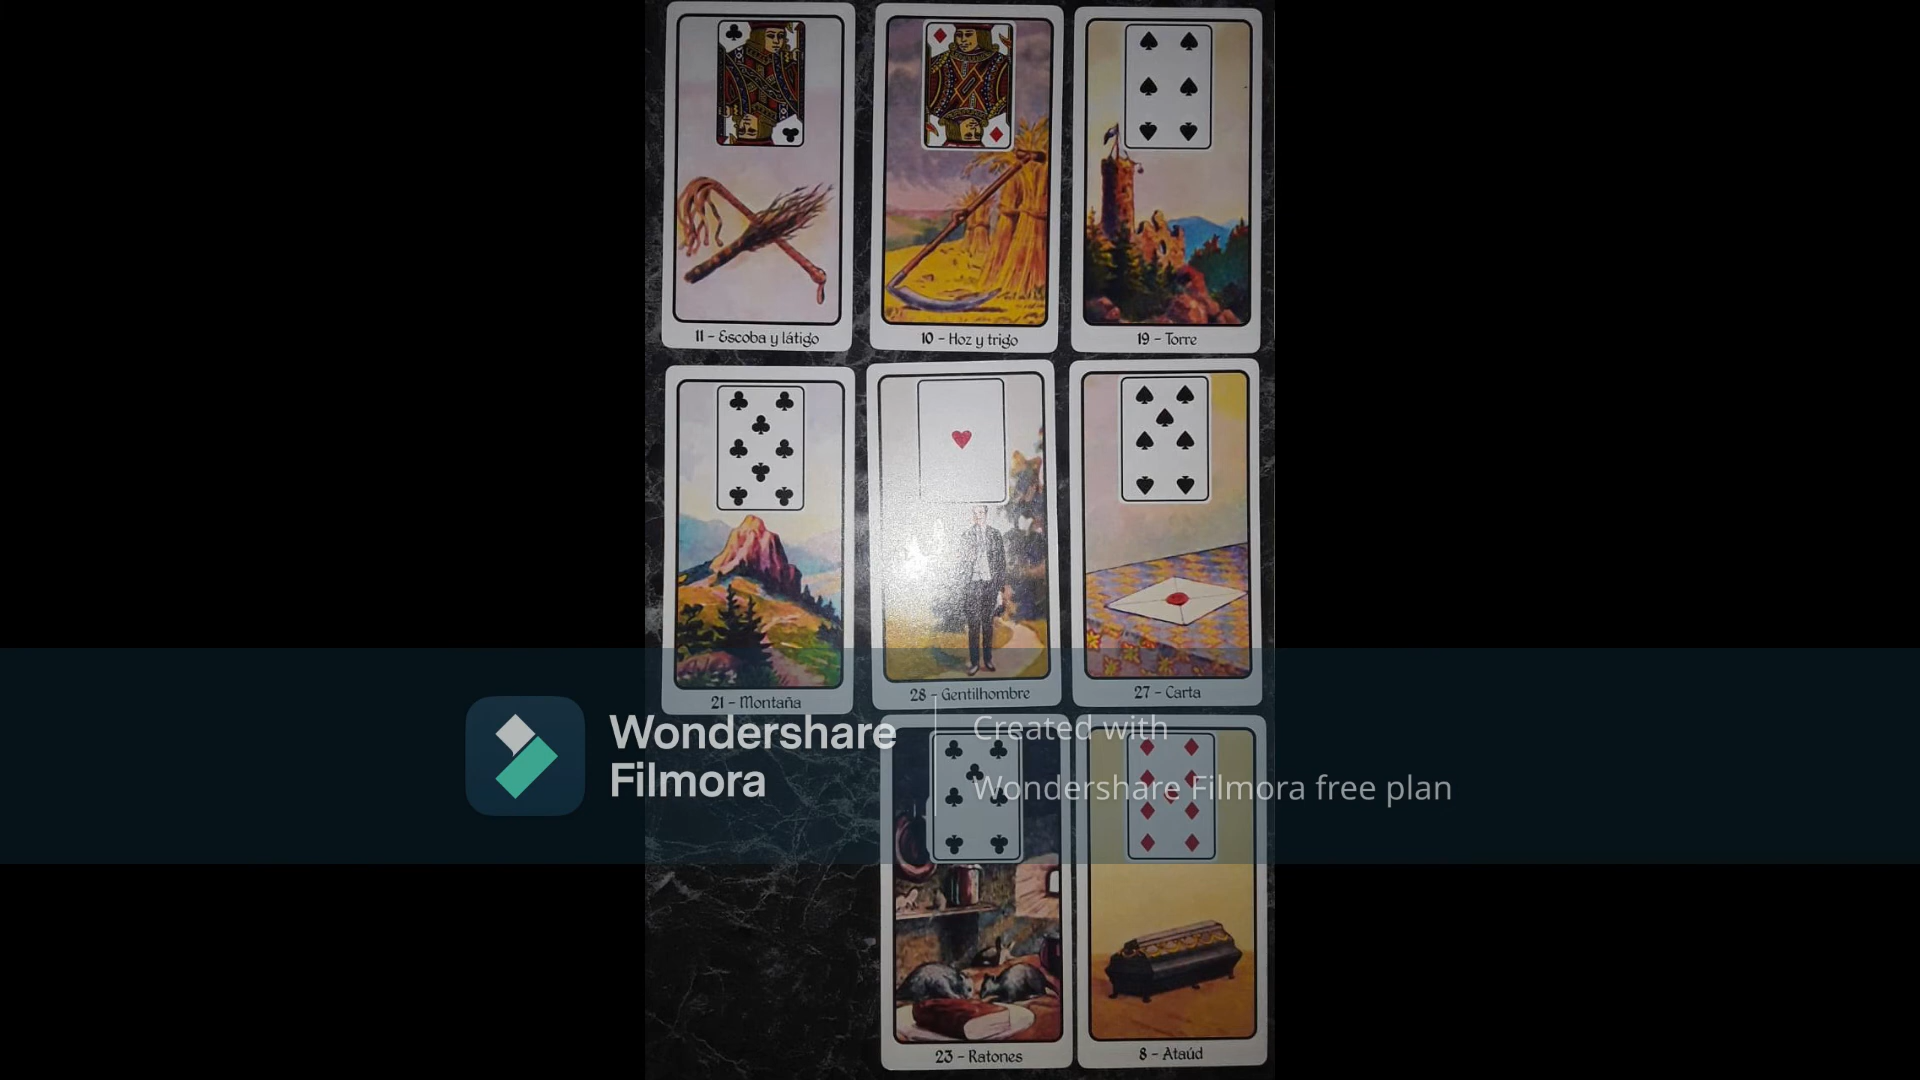 11 - Escoba y látigo
10 - Hoz y trigo
19 - Torre
21 - Montaña
28 - Gentilhombre
27 - Carta
Wondershare
Filmora
Created with
Wondershare Filmora free plan
23 - Ratones
8 - Ataúd